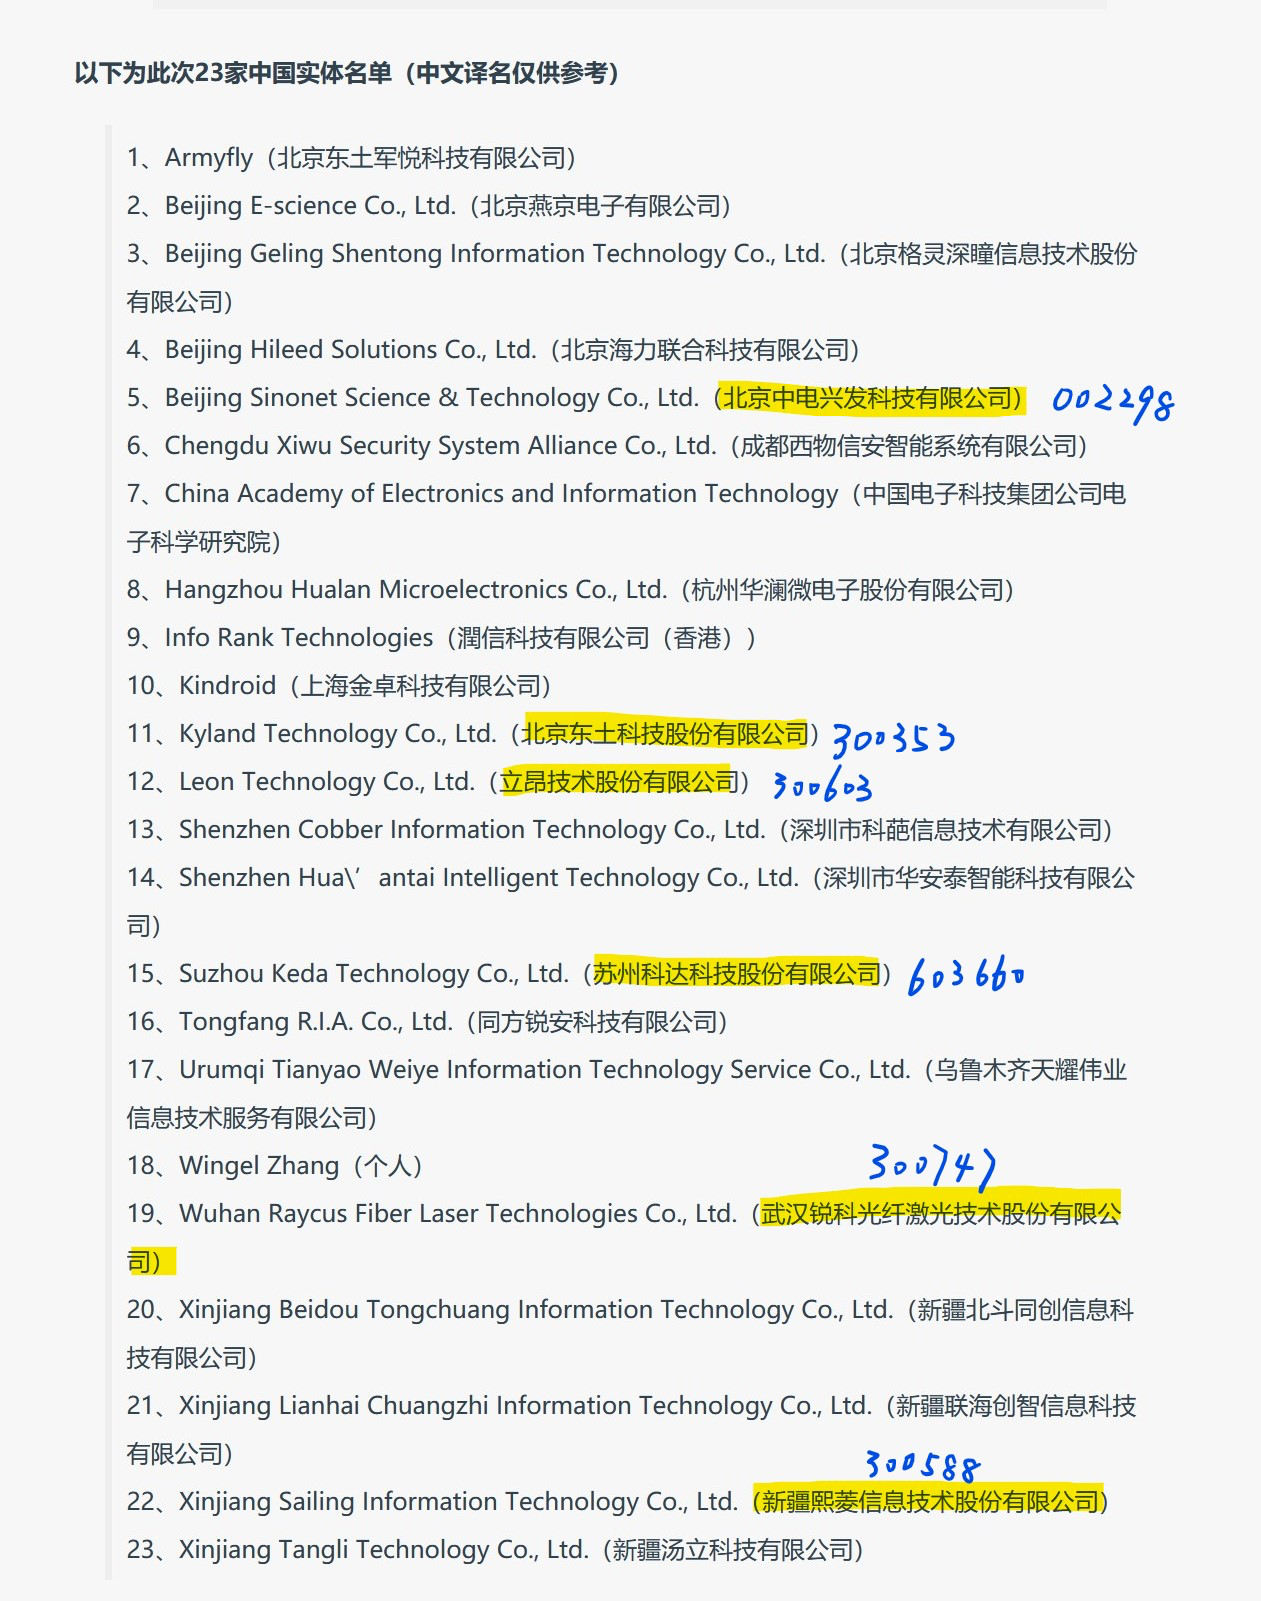 以下为此次23家中国实体名单（中文译名仅供参考）
1、Armyfly（北京东土军悦科技有限公司）
2、Beijing E-science Co., Ltd.（北京燕京电子有限公司）
3、Beijing Geling Shentong Information Technology Co., Ltd.（北京格灵深瞳信息技术股份
有限公司）
4、Beijing Hileed Solutions Co., Ltd.（北京海力联合科技有限公司）
5、Beijing Sinonet Science & Technology Co., Ltd.（北京中电兴发科技有限公司） 002298
6、Chengdu Xiwu Security System Alliance Co., Ltd.（成都西物信安智能系统有限公司）
7、China Academy of Electronics and Information Technology（中国电子科技集团公司电
子科学研究院）
8、Hangzhou Hualan Microelectronics Co., Ltd.（杭州华澜微电子股份有限公司）
9、Info Rank Technologies（潤信科技有限公司（香港））
10、Kindroid（上海金卓科技有限公司）
11、Kyland Technology Co., Ltd.（北京东土科技股份有限公司） 300353
12、Leon Technology Co., Ltd.（立昂技术股份有限公司） 300603
13、Shenzhen Cobber Information Technology Co., Ltd.（深圳市科葩信息技术有限公司）
14、Shenzhen Hua\’antai Intelligent Technology Co., Ltd.（深圳市华安泰智能科技有限公
司）
15、Suzhou Keda Technology Co., Ltd.（苏州科达科技股份有限公司） 603660
16、Tongfang R.I.A. Co., Ltd.（同方锐安科技有限公司）
17、Urumqi Tianyao Weiye Information Technology Service Co., Ltd.（乌鲁木齐天耀伟业
信息技术服务有限公司）
18、Wingel Zhang（个人）
300747
19、Wuhan Raycus Fiber Laser Technologies Co., Ltd.（武汉锐科光纤激光技术股份有限公
司）
20、Xinjiang Beidou Tongchuang Information Technology Co., Ltd.（新疆北斗同创信息科
技有限公司）
21、Xinjiang Lianhai Chuangzhi Information Technology Co., Ltd.（新疆联海创智信息科技
有限公司）
300588
22、Xinjiang Sailing Information Technology Co., Ltd.（新疆熙菱信息技术股份有限公司）
23、Xinjiang Tangli Technology Co., Ltd.（新疆汤立科技有限公司）